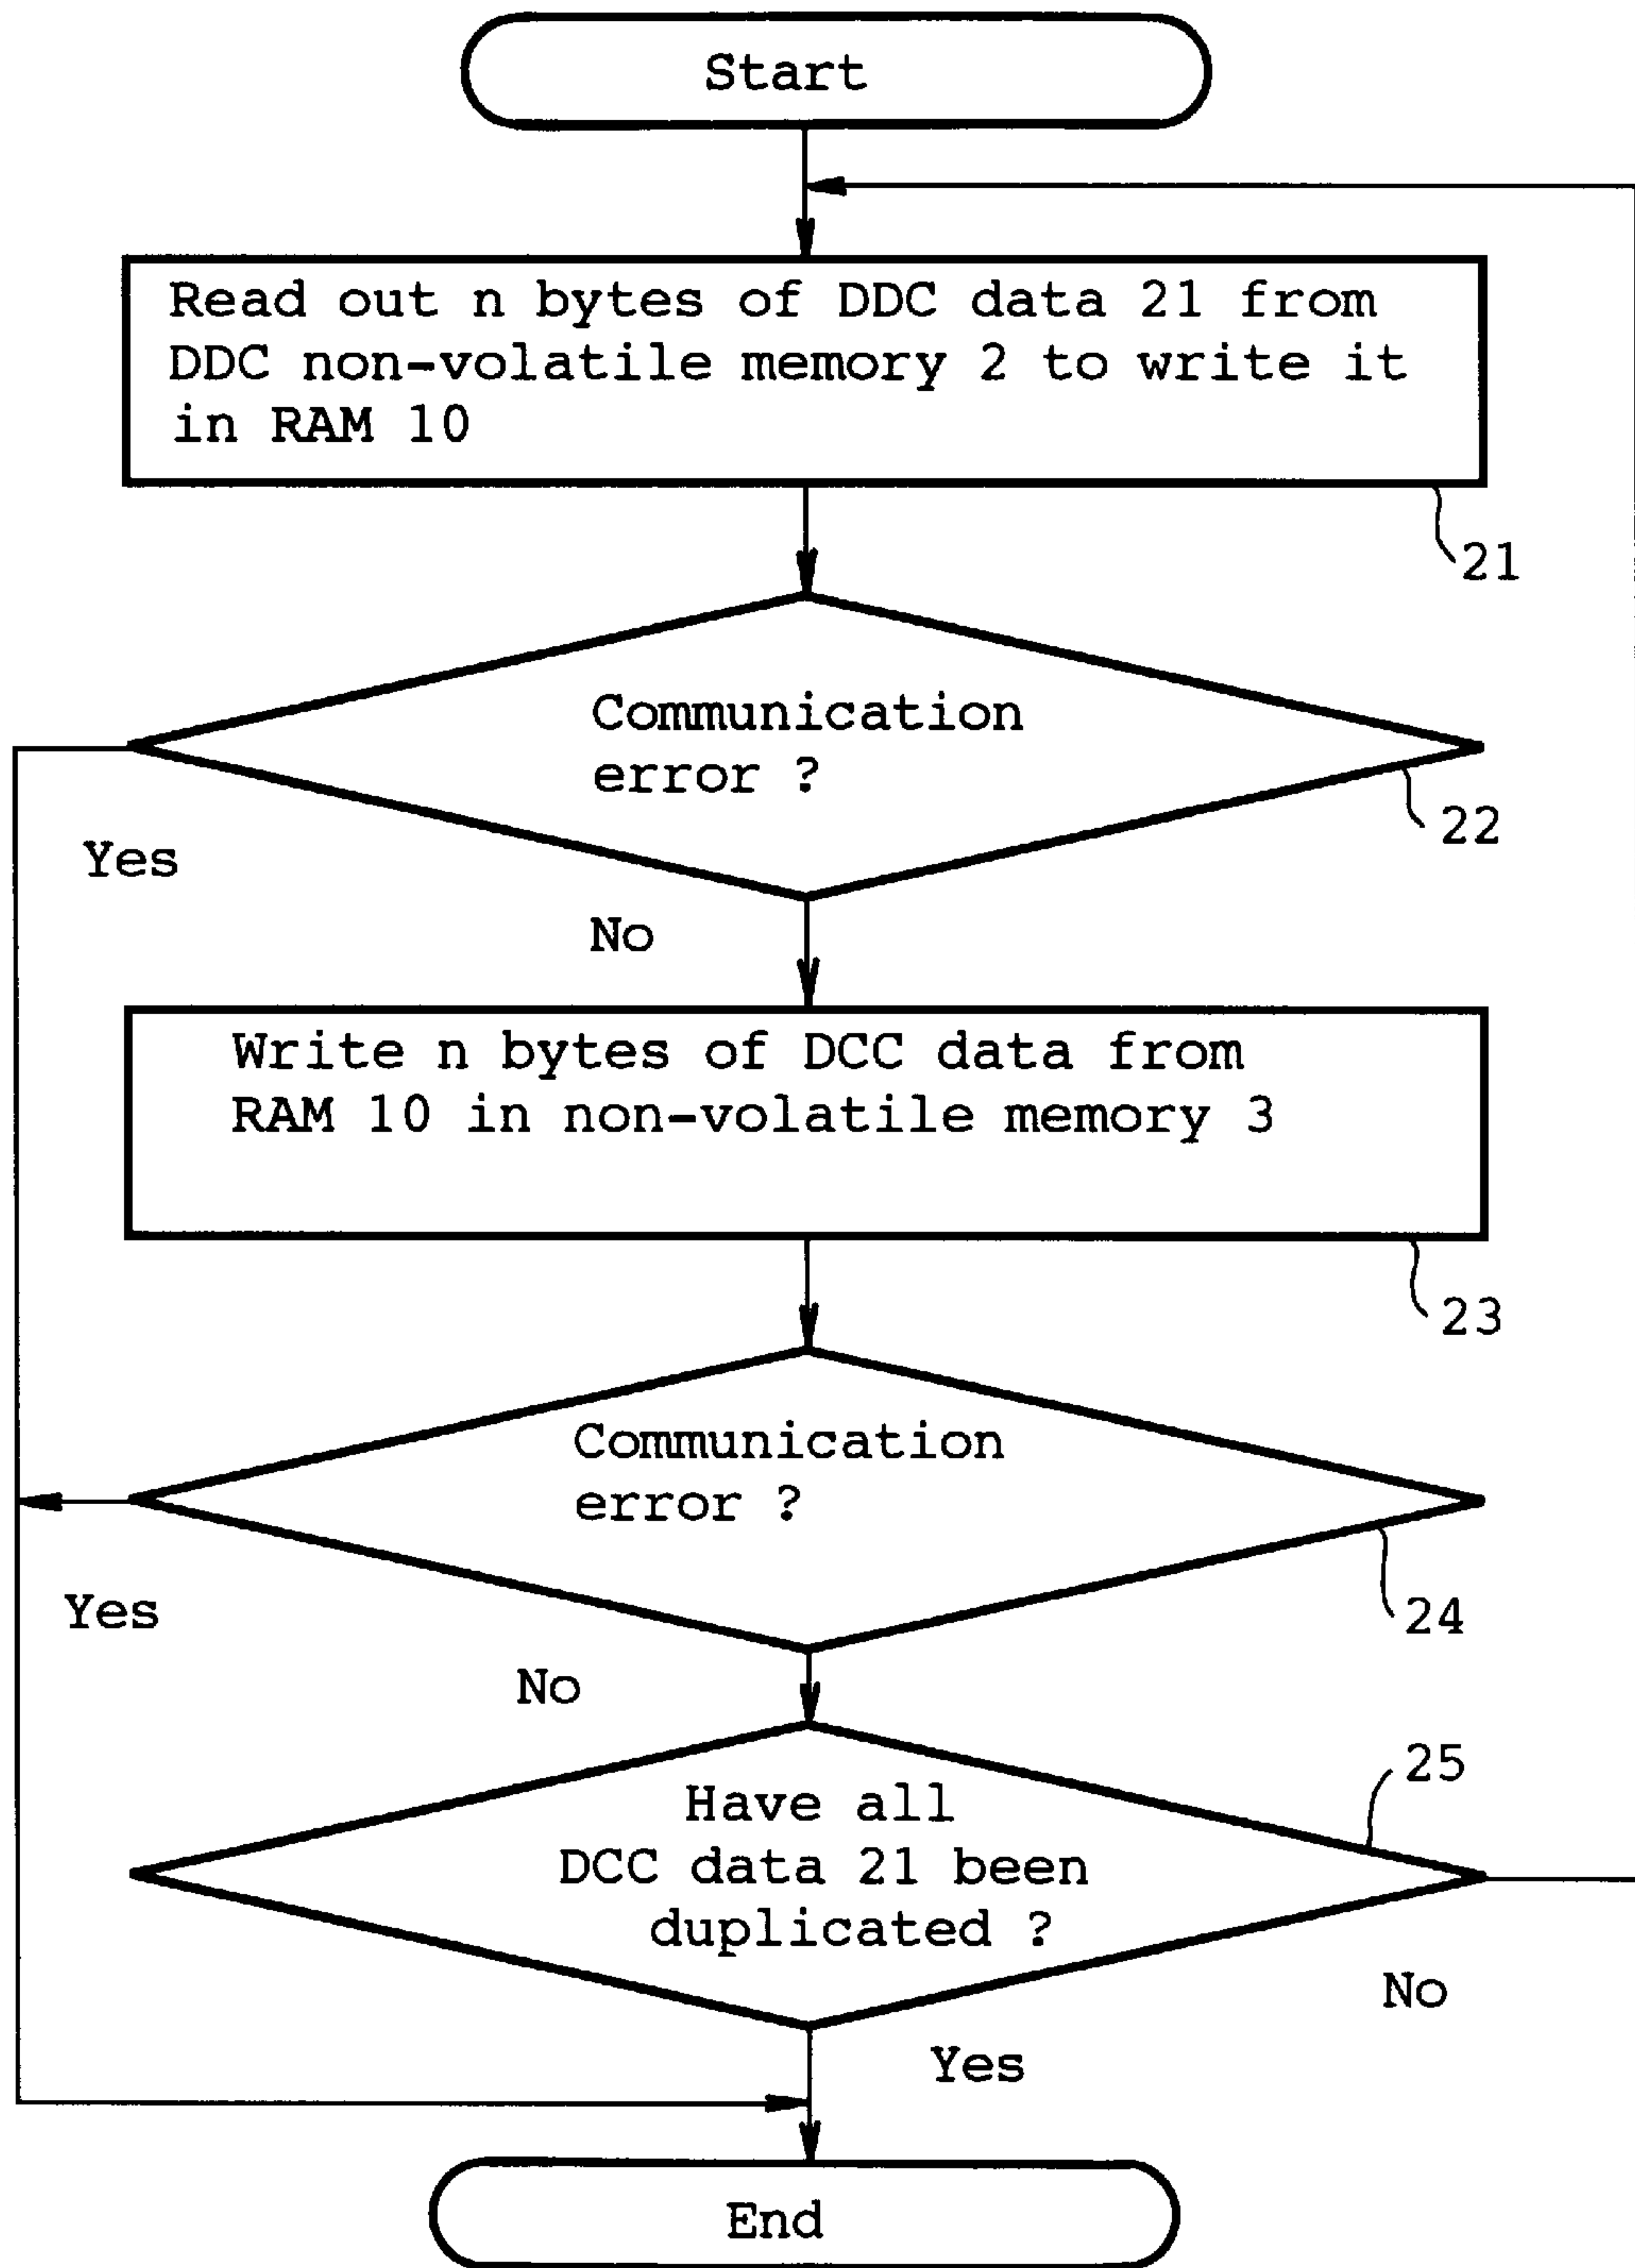 Start
Read out n bytes of DDC data 21 from
DDC non-volatile memory 2 to write it
in RAM 10
21
Communication
error ?
22
Yes
No
Write n bytes of DCC data from
RAM 10 in non-volatile memory 3
23
Communication
error ?
24
Yes
No
25
Have all
DCC data 21 been
duplicated ?
No
Yes
End